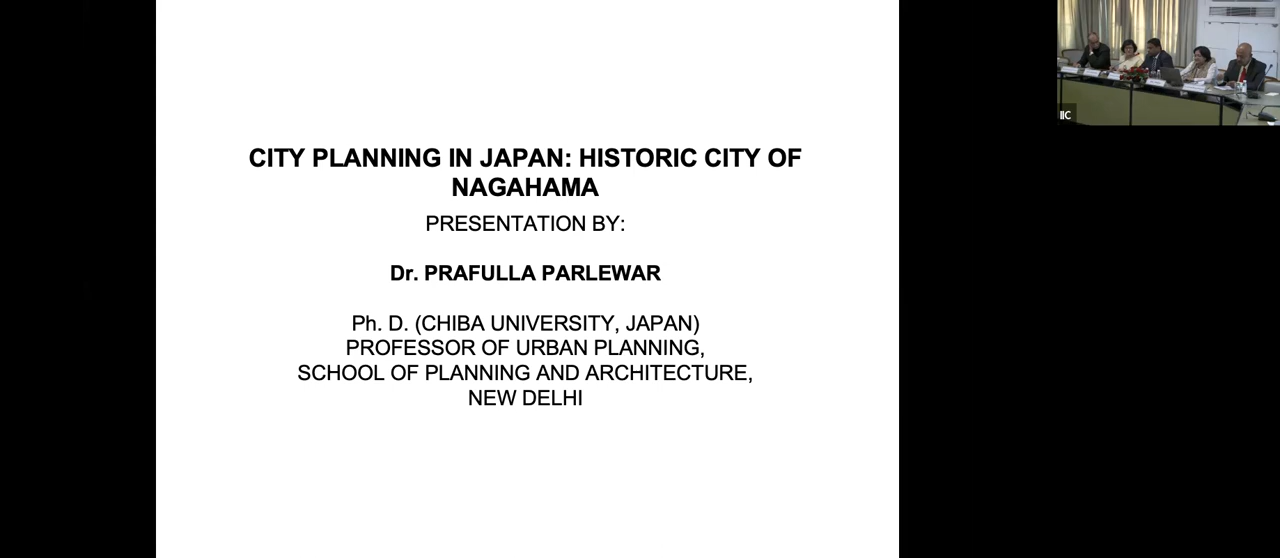 CITY PLANNING IN JAPAN: HISTORIC CITY OF
NAGAHAMA
PRESENTATION BY:
Dr. PRAFULLA PARLEWAR
Ph. D. (CHIBA UNIVERSITY, JAPAN)
PROFESSOR OF URBAN PLANNING,
SCHOOL OF PLANNING AND ARCHITECTURE,
NEW DELHI
IIC